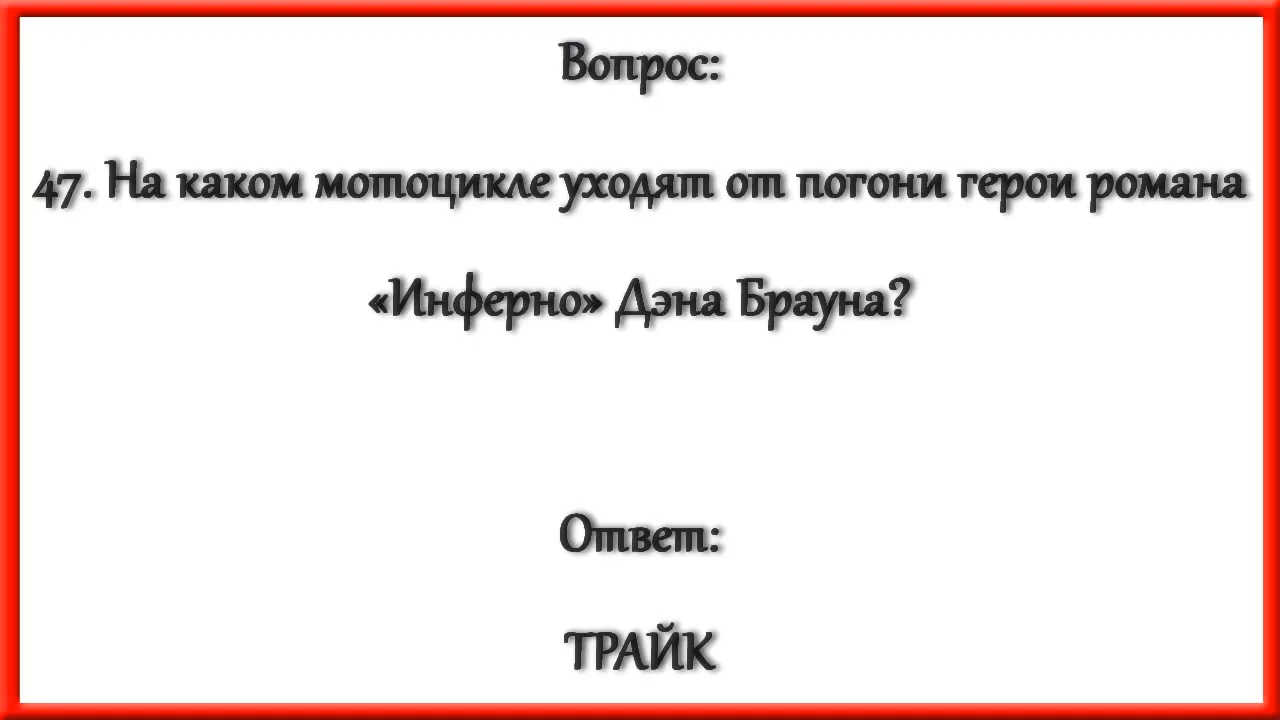 Вопрос:
47. На каком мотоцикле уходят от погони герои романа
«Инферно» Дэна Брауна?
Ответ:
ТРАЙК